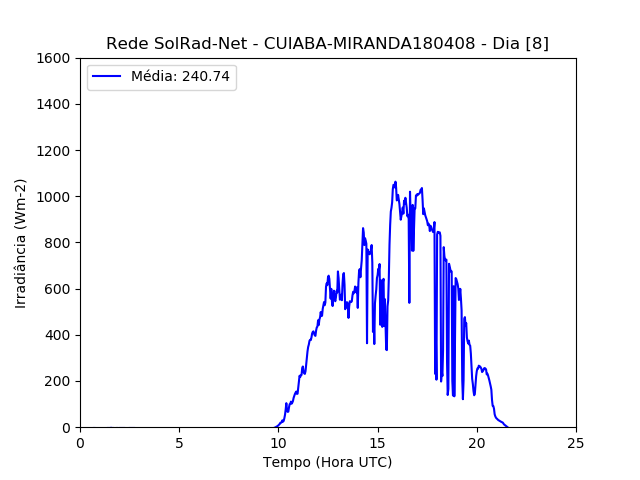 Rede SolRad-Net - CUIABA-MIRANDA180408 - Dia [8]
Média: 240.74
1600
1400
1200
1000
800
600
400
200
0
Irradiância (Wm-2)
0 5 10 15 20 25
Tempo (Hora UTC)